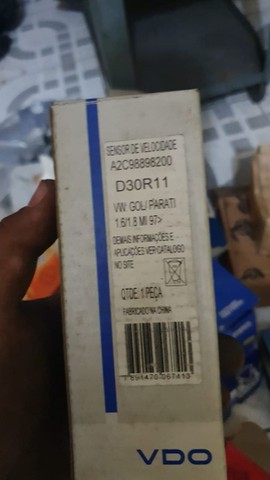 SENSOR DE VELOCIDADE
A2C98898200
D30R11
VW GOL/ PARATI
1.6/1.8 MI 97>
DEMAIS INFORMAÇÕES E
APLICAÇÕES VER CATALOGO
NO SITE
QTDE: 1 PEÇA
FABRICADO NA CHINA
VDO